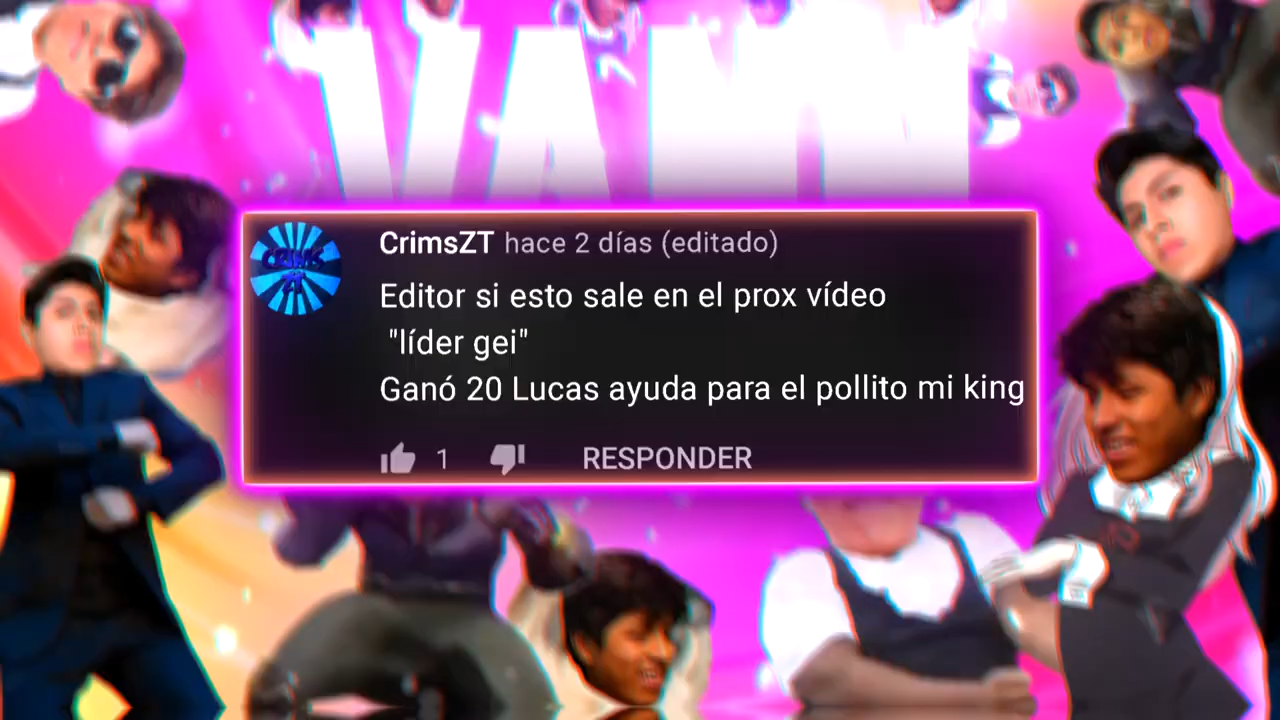 CrimsZT hace 2 días (editado)
Editor si esto sale en el prox vídeo
"líder gei"
Ganó 20 Lucas ayuda para el pollito mi king
1 RESPONDER